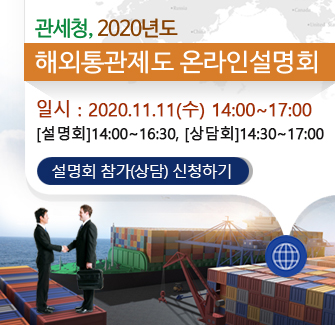 관세청, 2020년도
해외통관제도 온라인설명회
일시 : 2020.11.11(수) 14:00~17:00
[설명회]14:00~16:30, [상담회]14:30~17:00
설명회 참가(상담) 신청하기